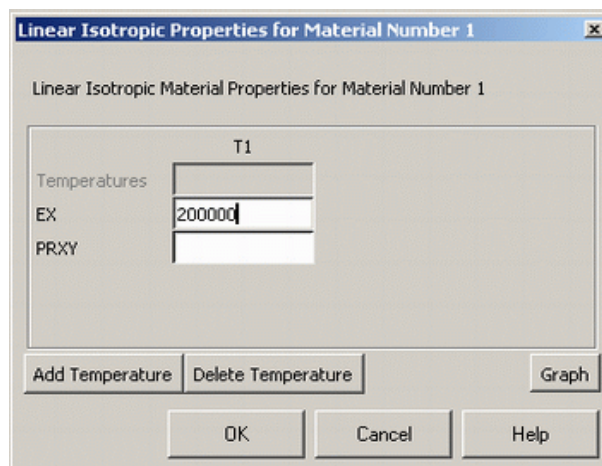 Linear Isotropic Properties for Material Number 1
Linear Isotropic Material Properties for Material Number 1
T1
Temperatures
EX 200000
PRXY
Add Temperature Delete Temperature Graph
OK Cancel Help